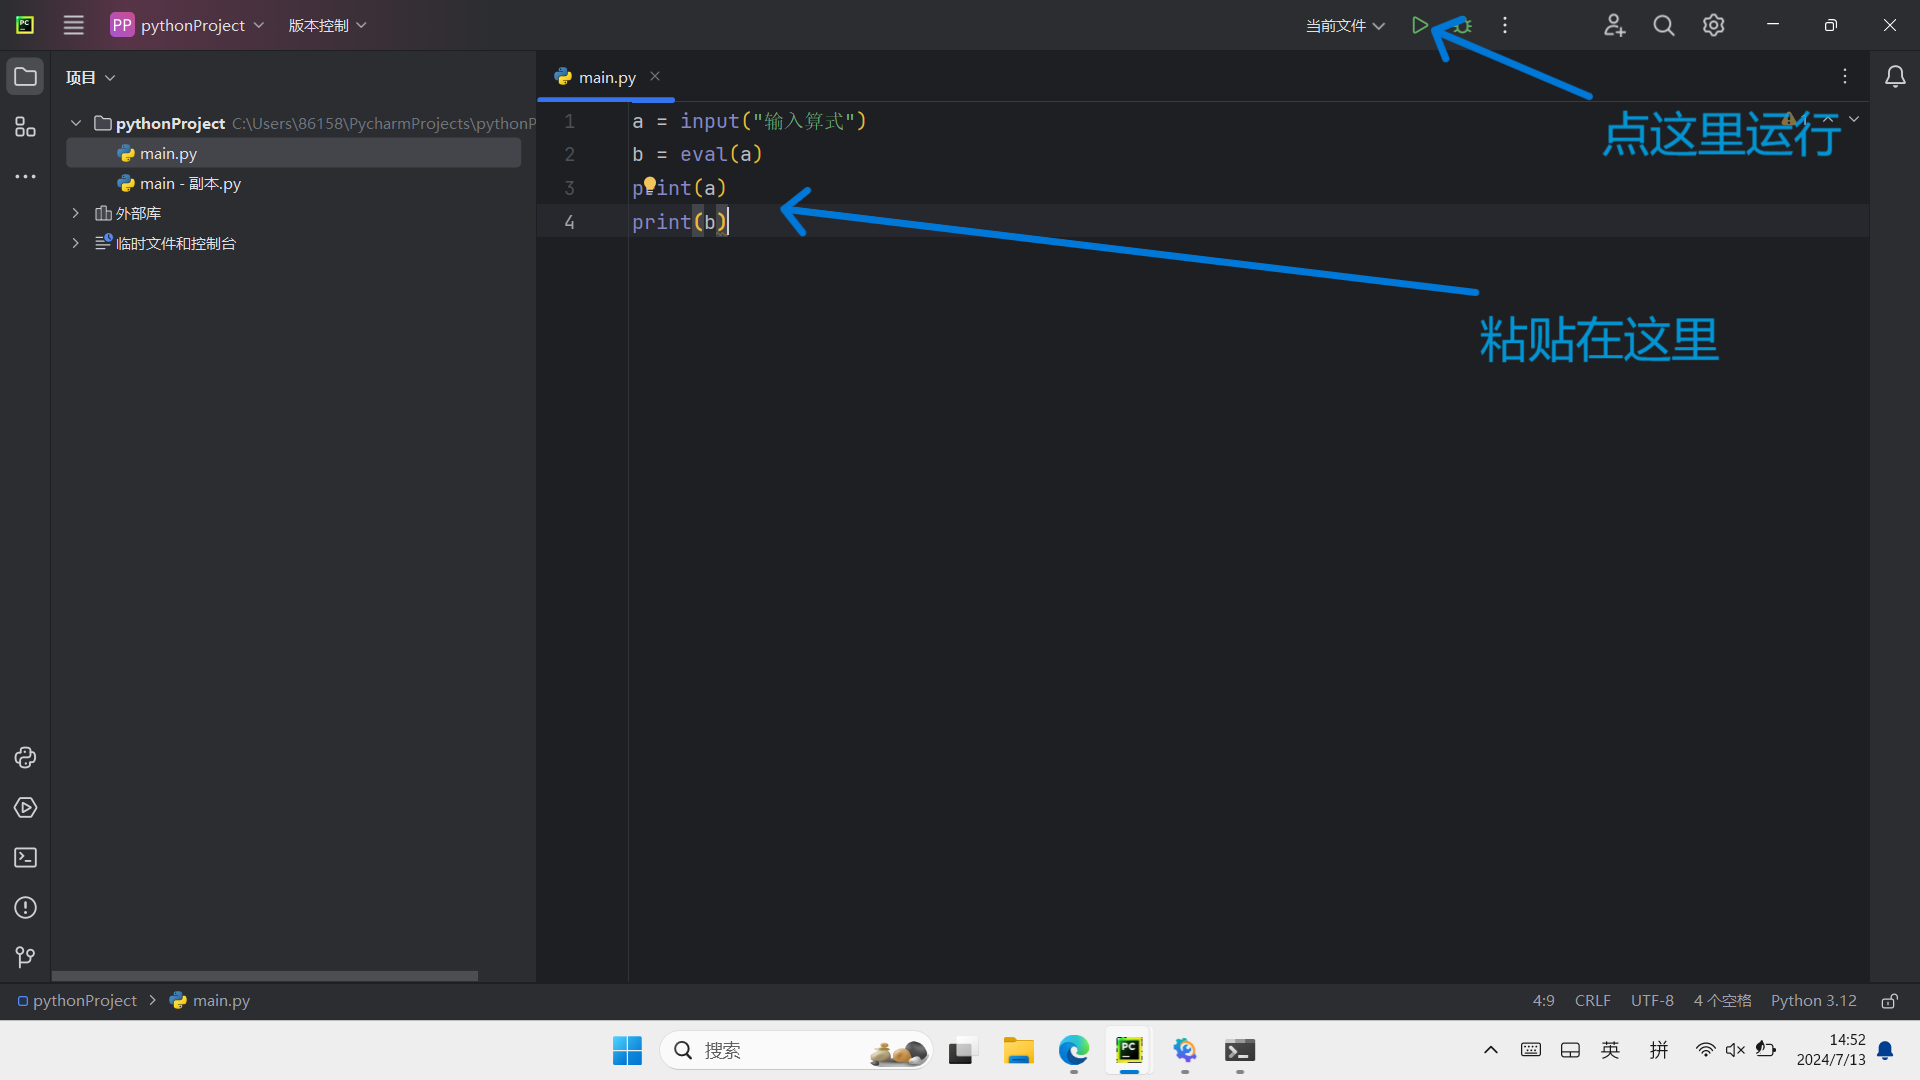 PC
PP pythonProject 版本控制
当前文件
项目
main.py
点这里运行
pythonProject C:\Users\86158\PycharmProjects\pythonP
main.py
main - 副本.py
外部库
临时文件和控制台
1 a = input("输入算式")
2 b = eval(a)
3 print(a)
4 print(b)
粘贴在这里
pythonProject main.py
4:9 CRLF UTF-8 4 个空格 Python 3.12
搜索
PC
英 拼
14:52
2024/7/13